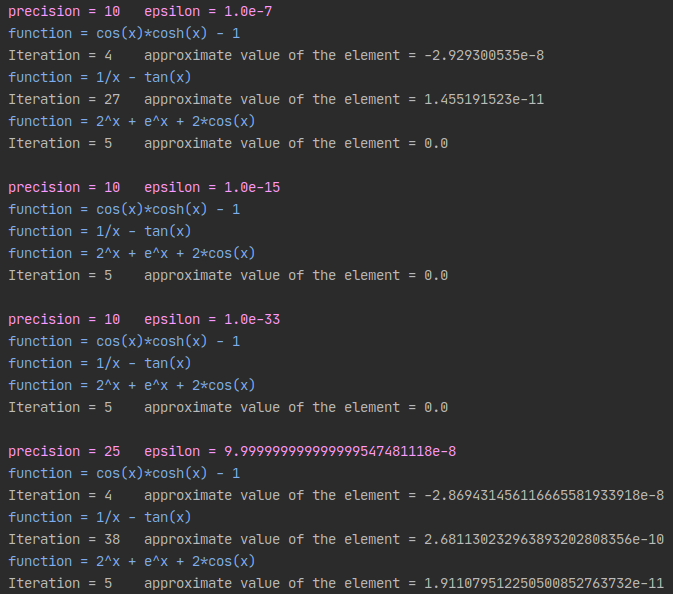 precision = 10   epsilon = 1.0e-7
function = cos(x)*cosh(x) - 1
Iteration = 4    approximate value of the element = -2.929300535e-8
function = 1/x - tan(x)
Iteration = 27   approximate value of the element = 1.455191523e-11
function = 2^x + e^x + 2*cos(x)
Iteration = 5    approximate value of the element = 0.0
precision = 10   epsilon = 1.0e-15
function = cos(x)*cosh(x) - 1
function = 1/x - tan(x)
function = 2^x + e^x + 2*cos(x)
Iteration = 5    approximate value of the element = 0.0
precision = 10   epsilon = 1.0e-33
function = cos(x)*cosh(x) - 1
function = 1/x - tan(x)
function = 2^x + e^x + 2*cos(x)
Iteration = 5    approximate value of the element = 0.0
precision = 25   epsilon = 9.999999999999999547481118e-8
function = cos(x)*cosh(x) - 1
Iteration = 4    approximate value of the element = -2.869431456116665581933918e-8
function = 1/x - tan(x)
Iteration = 38   approximate value of the element = 2.681130232963893202808356e-10
function = 2^x + e^x + 2*cos(x)
Iteration = 5    approximate value of the element = 1.911079512250500852763732e-11